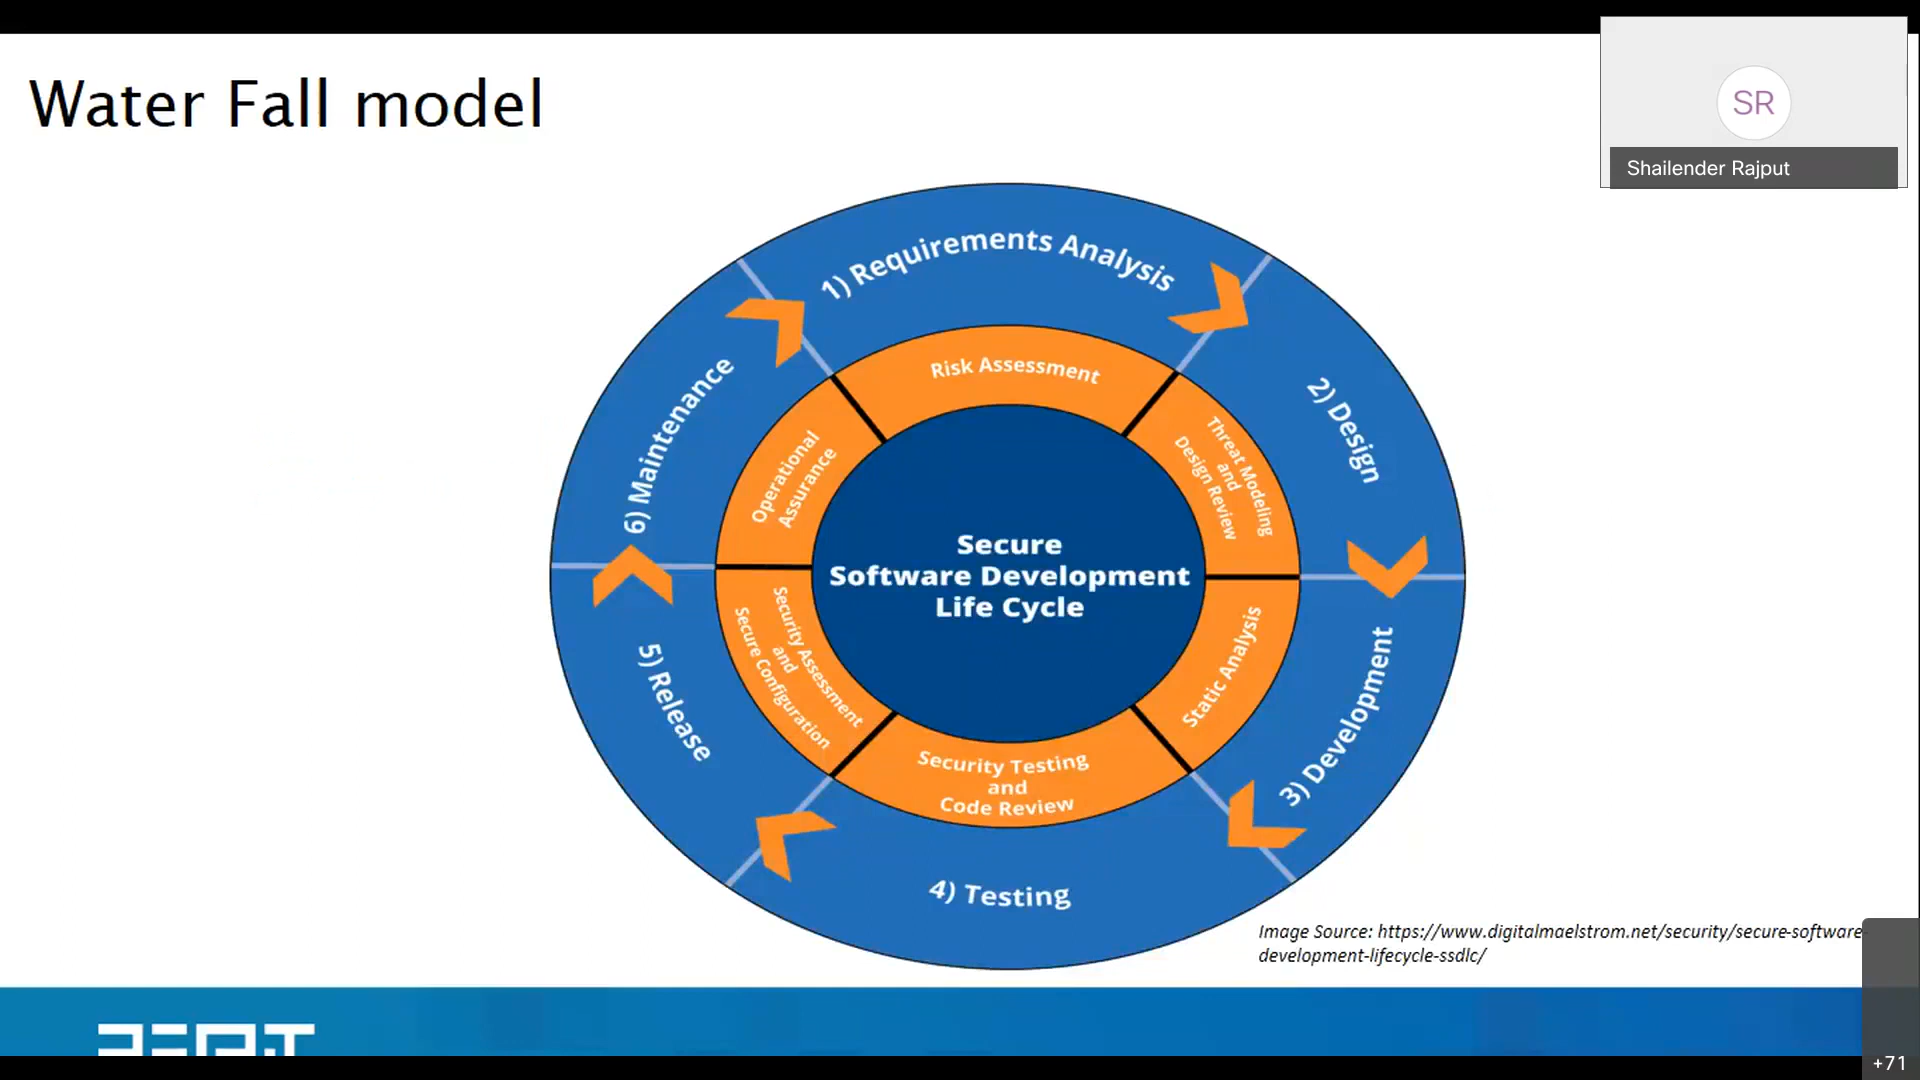 Water Fall model
SR
Shailender Rajput
1) Requirements Analysis
2) Design
3) Development
4) Testing
5) Release
6) Maintenance
Risk Assessment
Threat Modeling
and
Design Review
Static Analysis
Security Testing
and
Code Review
Security Assessment
and
Secure Configuration
Operational
Assurance
Secure
Software Development
Life Cycle
Image Source: https://www.digitalmaelstrom.net/security/secure-software-
development-lifecycle-ssdlc/
+71